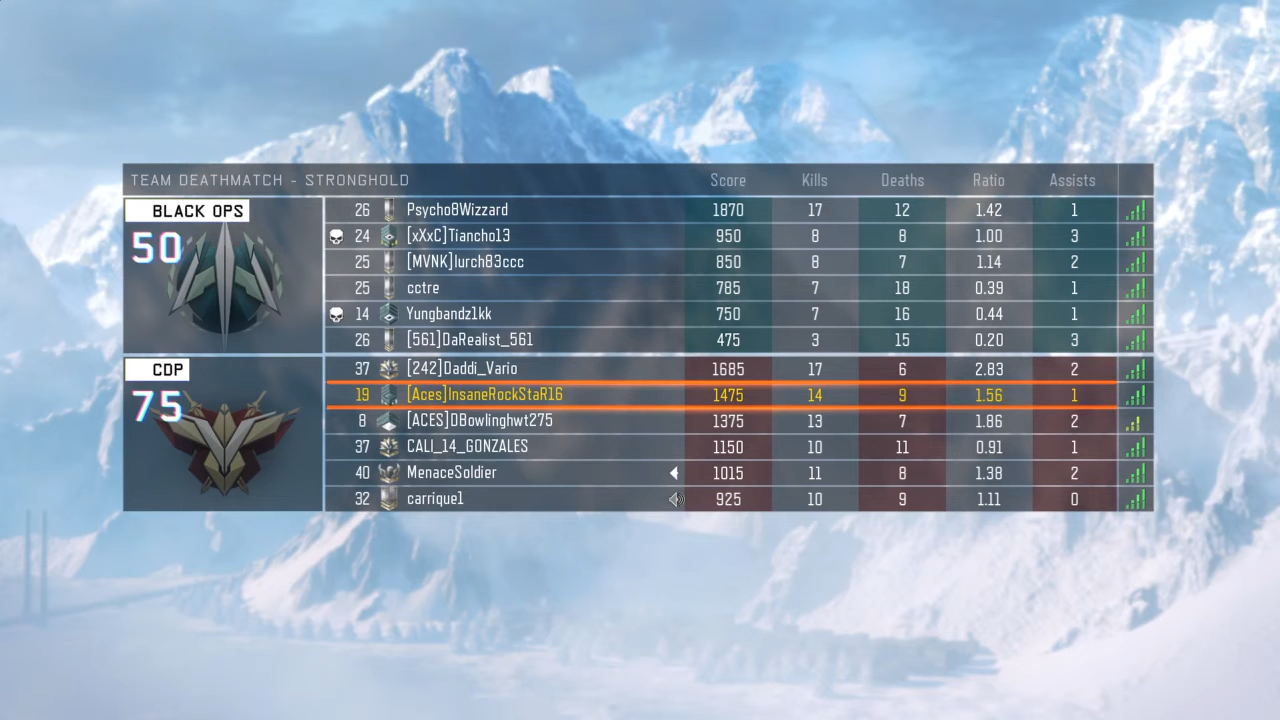 TEAM DEATHMATCH - STRONGHOLD Score Kills Deaths Ratio Assists
BLACK OPS
50
26 Psycho8Wizzard 1870 17 12 1.42 1
24 [xXxC]Tiancho13 950 8 8 1.00 3
25 [MVNK]lurch83ccc 850 8 7 1.14 2
25 cctre 785 7 18 0.39 1
14 Yungbandz1kk 750 7 16 0.44 1
26 [561]DaRealist_561 475 3 15 0.20 3
CDP
75
37 [242]Daddi_Vario 1685 17 6 2.83 2
19 [Aces]InsaneRockStaR16 1475 14 9 1.56 1
8 [ACES]DBowlinghwt275 1375 13 7 1.86 2
37 CALI_14_GONZALES 1150 10 11 0.91 1
40 MenaceSoldier 1015 11 8 1.38 2
32 carrique1 925 10 9 1.11 0